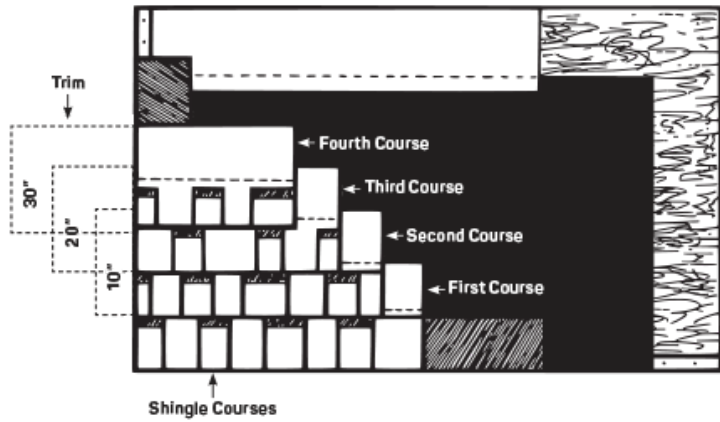 Trim
Fourth Course
Third Course
30"
20"
Second Course
10"
First Course
Shingle Courses